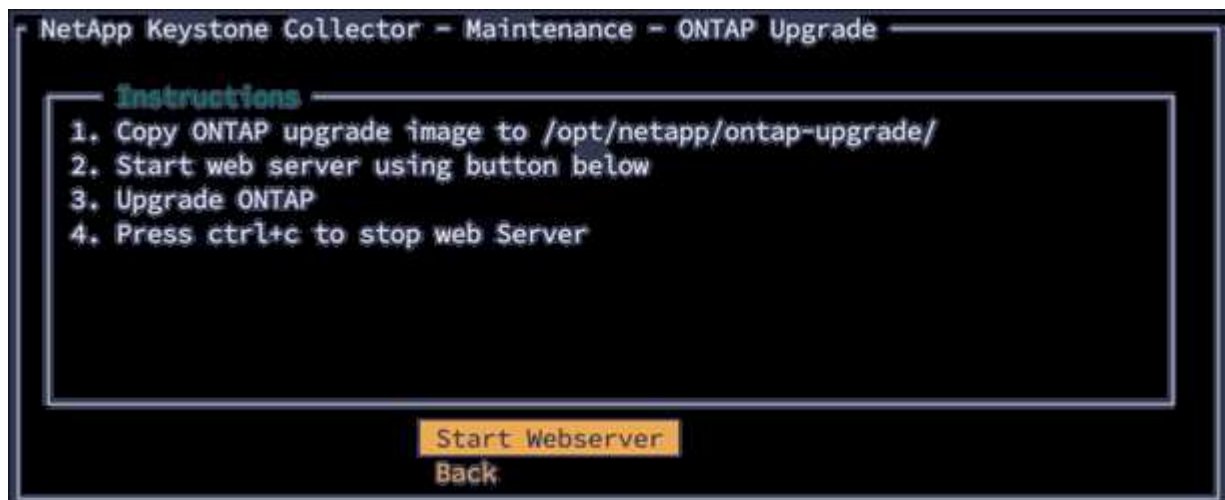 NetApp Keystone Collector - Maintenance - ONTAP Upgrade
Instructions
1. Copy ONTAP upgrade image to /opt/netapp/ontap-upgrade/
2. Start web server using button below
3. Upgrade ONTAP
4. Press ctrl+c to stop web Server
Start Webserver
Back